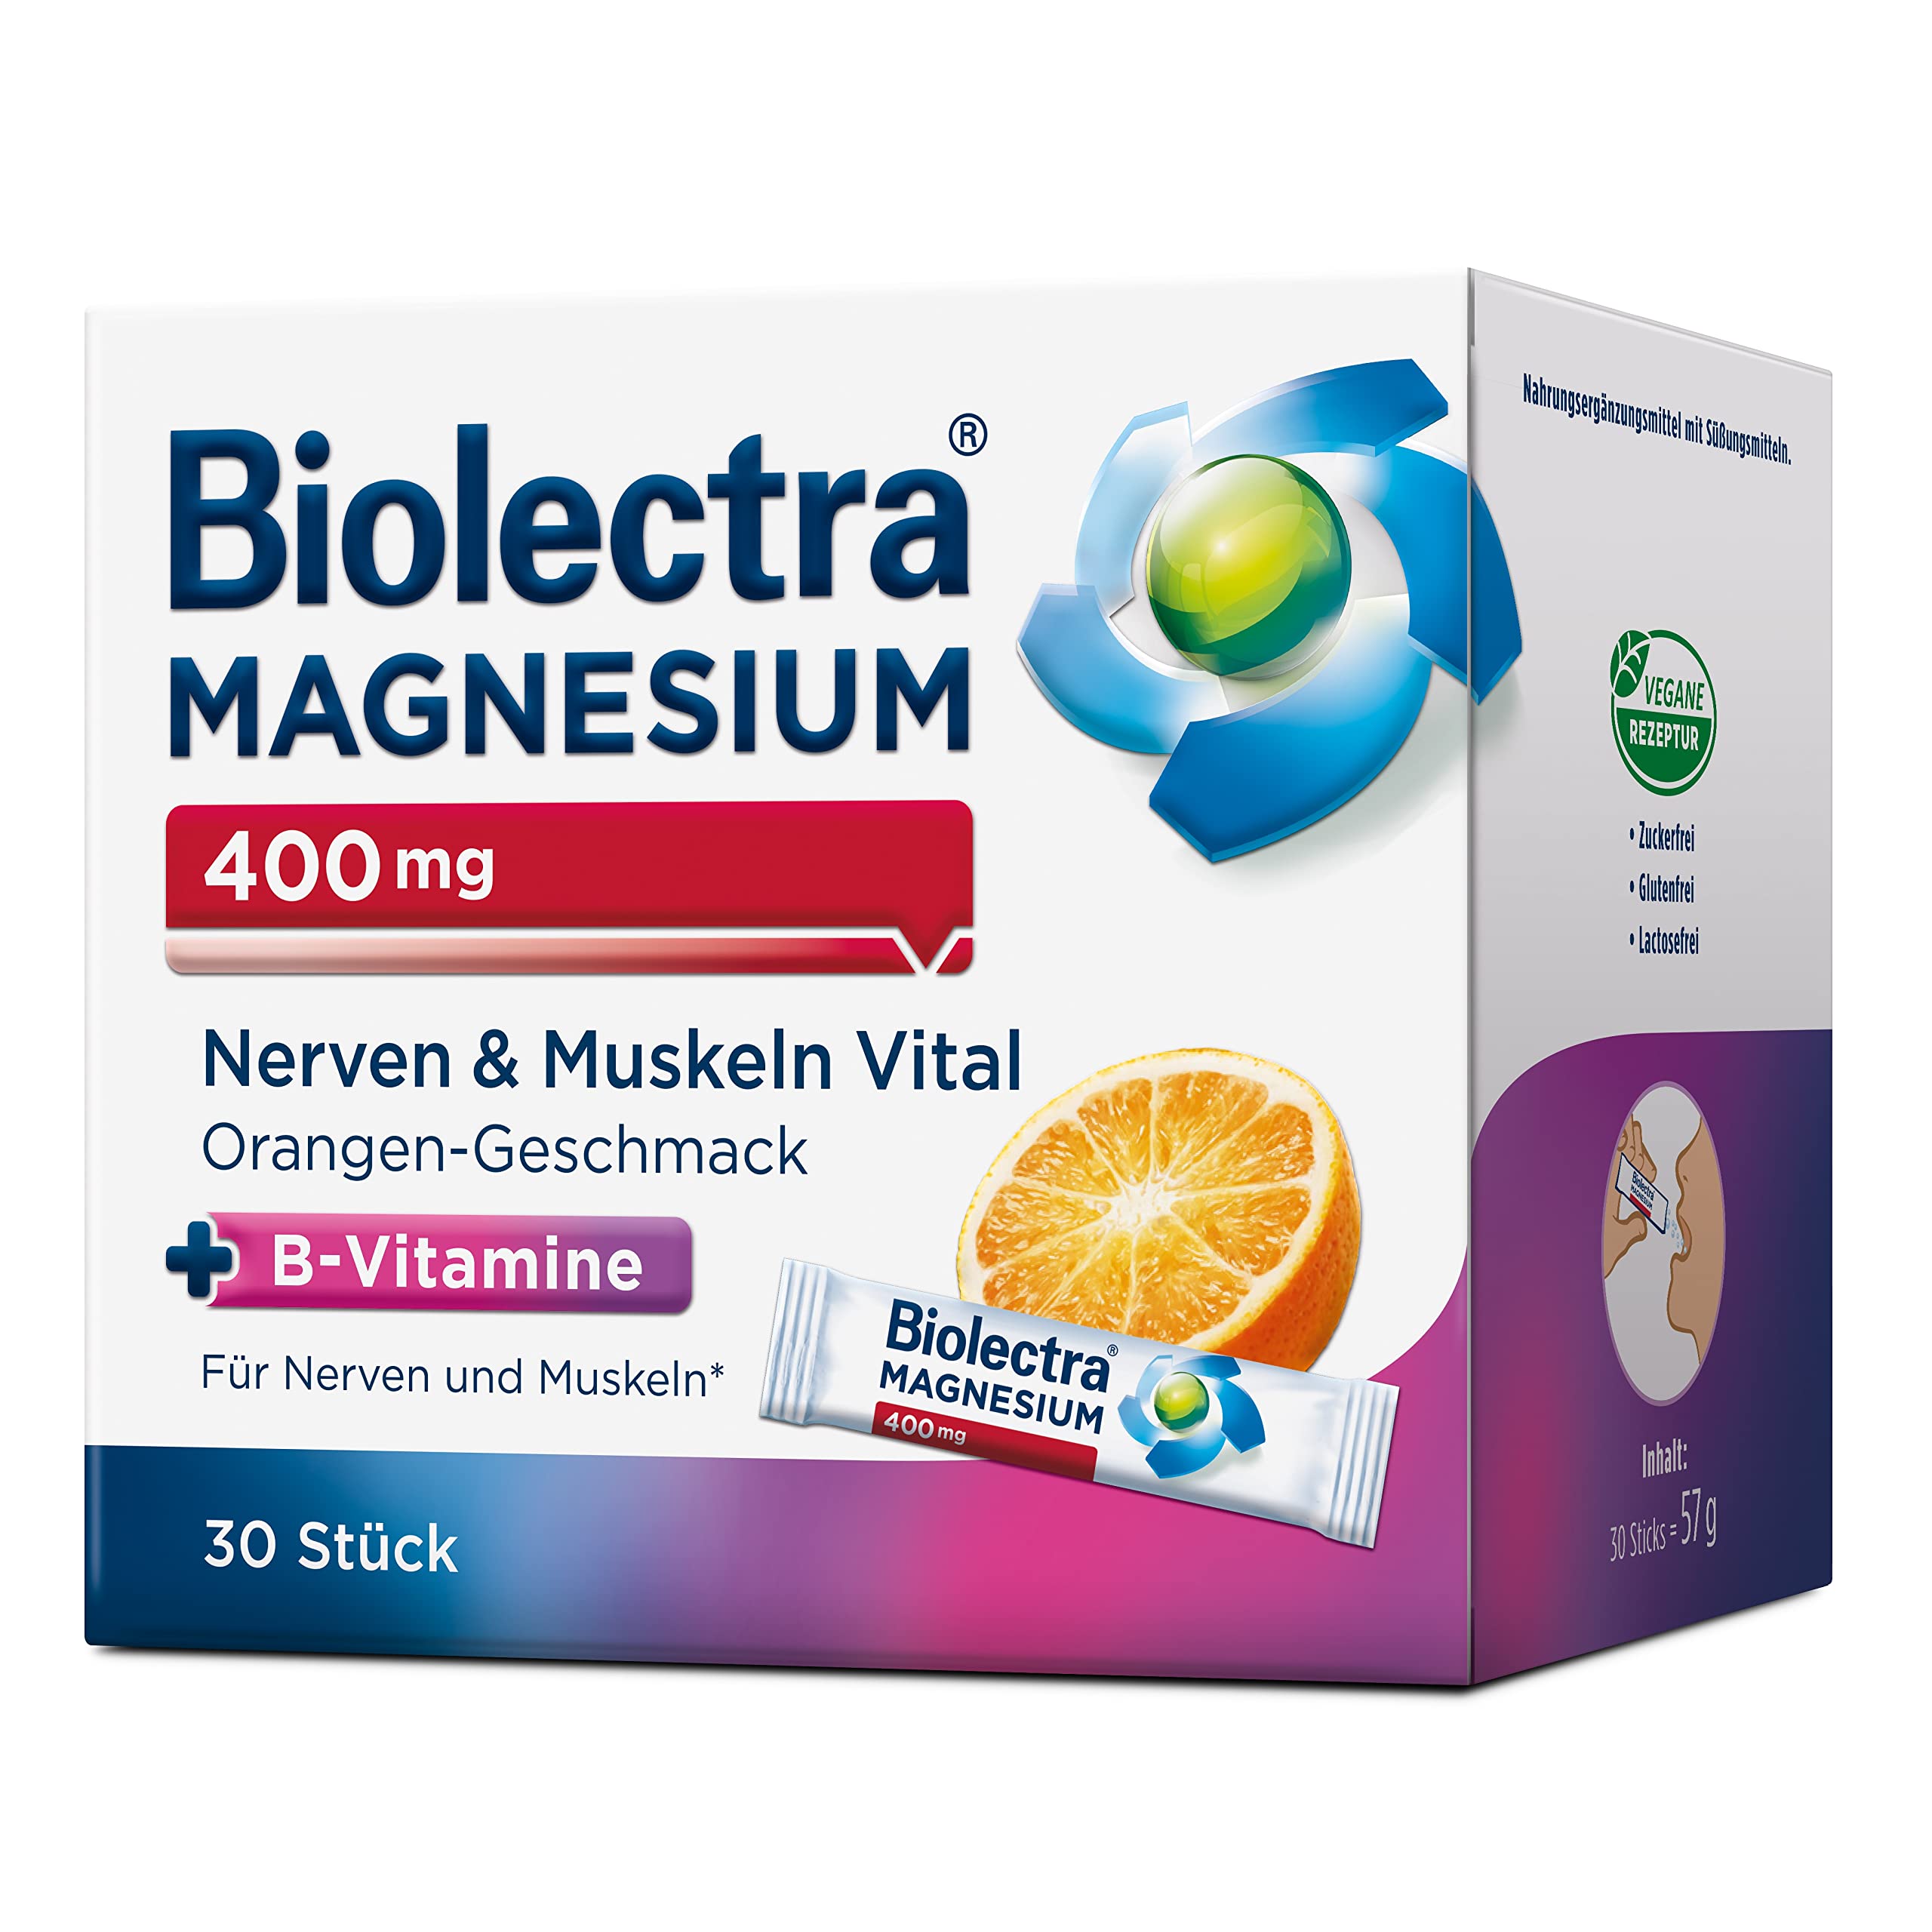 Biolectra®
MAGNESIUM
400 mg
Nerven & Muskeln Vital
Orangen-Geschmack
+ B-Vitamine
Für Nerven und Muskeln*
30 Stück
Biolectra®
MAGNESIUM
400 mg
Nahrungsergänzungsmittel mit Süßungsmitteln.
VEGANE
REZEPTUR
• Zuckerfrei
• Glutenfrei
• Lactosefrei
Biolectra
MAGNESIUM
Inhalt:
30 Sticks = 57 g